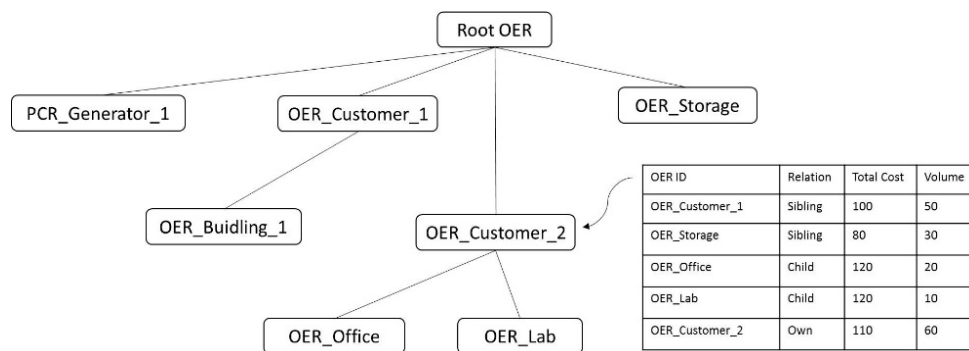 Root OER
PCR_Generator_1
OER_Customer_1
OER_Storage
OER_Buidling_1
OER_Customer_2
OER_Office
OER_Lab
OER ID Relation Total Cost Volume
OER_Customer_1 Sibling 100 50
OER_Storage Sibling 80 30
OER_Office Child 120 20
OER_Lab Child 120 10
OER_Customer_2 Own 110 60